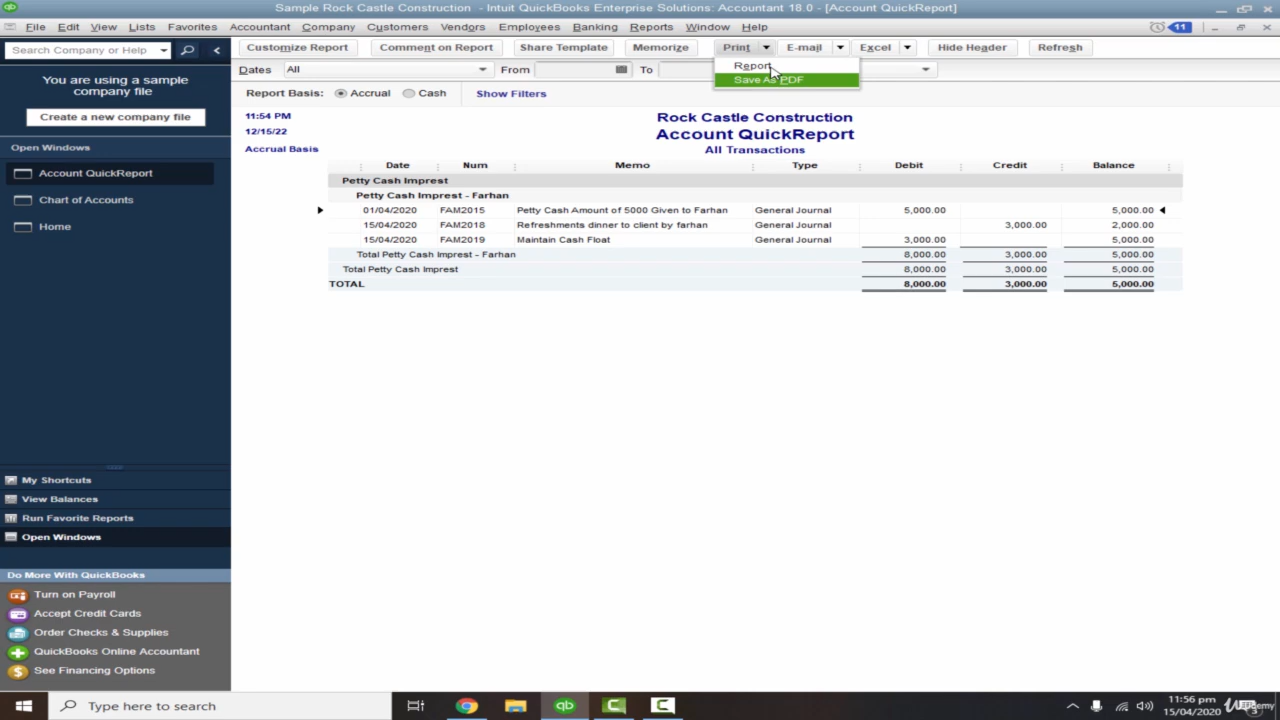 Sample Rock Castle Construction - Intuit QuickBooks Enterprise Solutions: Accountant 18.0 - [Account QuickReport]
File Edit View Lists Favorites Accountant Company Customers Vendors Employees Banking Reports Window Help 11
Search Company or Help
Customize Report Comment on Report Share Template Memorize Print E-mail Excel Hide Header Refresh
Dates All From To
Report
Save As PDF
You are using a sample
company file
Create a new company file
Report Basis: Accrual Cash Show Filters
Open Windows
Account QuickReport
Chart of Accounts
Home
11:54 PM
12/15/22
Accrual Basis
Rock Castle Construction
Account QuickReport
All Transactions
Date Num Memo Type Debit Credit Balance
Petty Cash Imprest
Petty Cash Imprest - Farhan
01/04/2020 FAM2015 Petty Cash Amount of 5000 Given to Farhan General Journal 5,000.00 5,000.00
15/04/2020 FAM2018 Refreshments dinner to client by farhan General Journal 3,000.00 2,000.00
15/04/2020 FAM2019 Maintain Cash Float General Journal 3,000.00 5,000.00
Total Petty Cash Imprest - Farhan 8,000.00 3,000.00 5,000.00
Total Petty Cash Imprest 8,000.00 3,000.00 5,000.00
TOTAL 8,000.00 3,000.00 5,000.00
My Shortcuts
View Balances
Run Favorite Reports
Open Windows
Do More With QuickBooks
Turn on Payroll
Accept Credit Cards
Order Checks & Supplies
QuickBooks Online Accountant
See Financing Options
Type here to search
qb
11:56 pm
15/04/2020